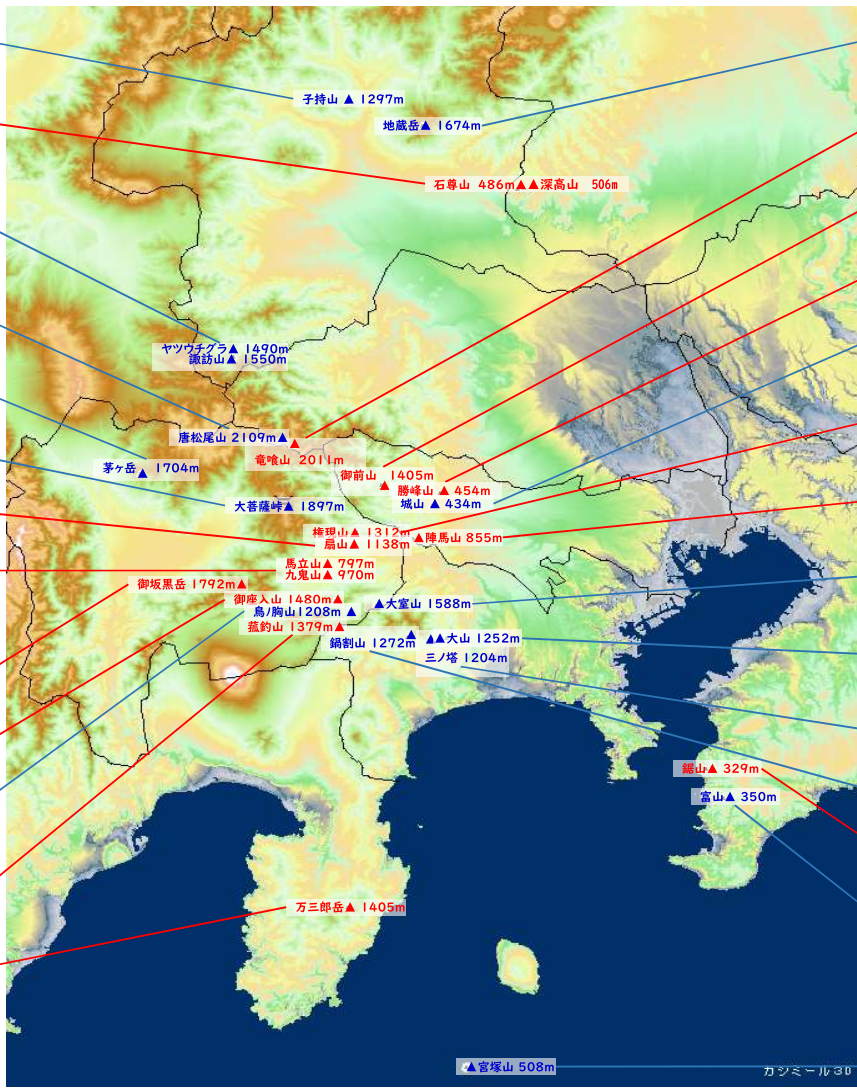 子持山 ▲ 1297m
地蔵岳▲ 1674m
石尊山 486m▲▲深高山 506m
ヤツウチグラ▲ 1490m
諏訪山▲ 1550m
唐松尾山 2109m▲
▲
竜喰山 2011m
茅ヶ岳▲ 1704m
御前山 1405m
▲
勝峰山▲ 454m
城山▲ 434m
大菩薩峠▲ 1897m
権現山▲ 1312m
扇山▲ 1138m
▲陣馬山 855m
馬立山▲ 797m
九鬼山▲ 970m
御坂黒岳 1792m▲
御座入山 1480m▲
鳥ノ胸山1208m ▲
▲大室山 1588m
菰釣山 1379m▲
鍋割山 1272m▲
▲▲大山 1252m
三ノ塔 1204m
鋸山▲ 329m
富山▲ 350m
万三郎岳▲ 1405m
▲宮塚山 508m
カシミール3D